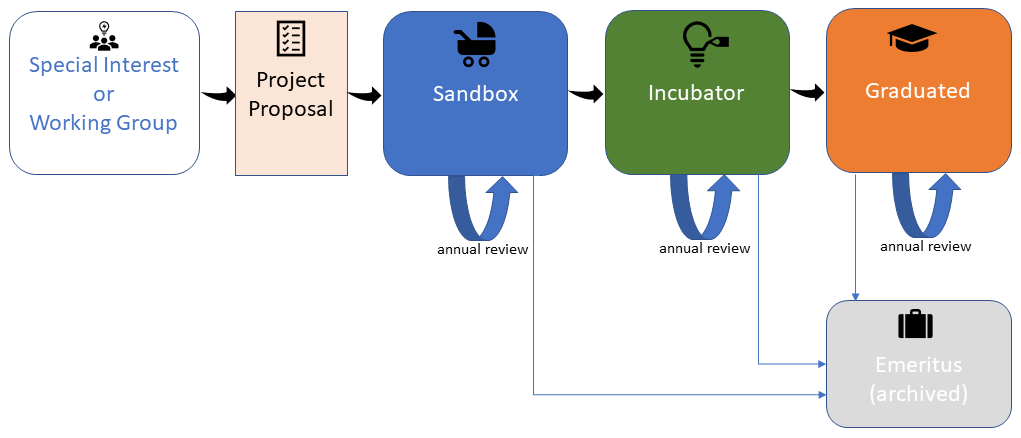 Special Interest
or
Working Group
Project
Proposal
Sandbox
Incubator
Graduated
annual review
annual review
annual review
Emeritus
(archived)